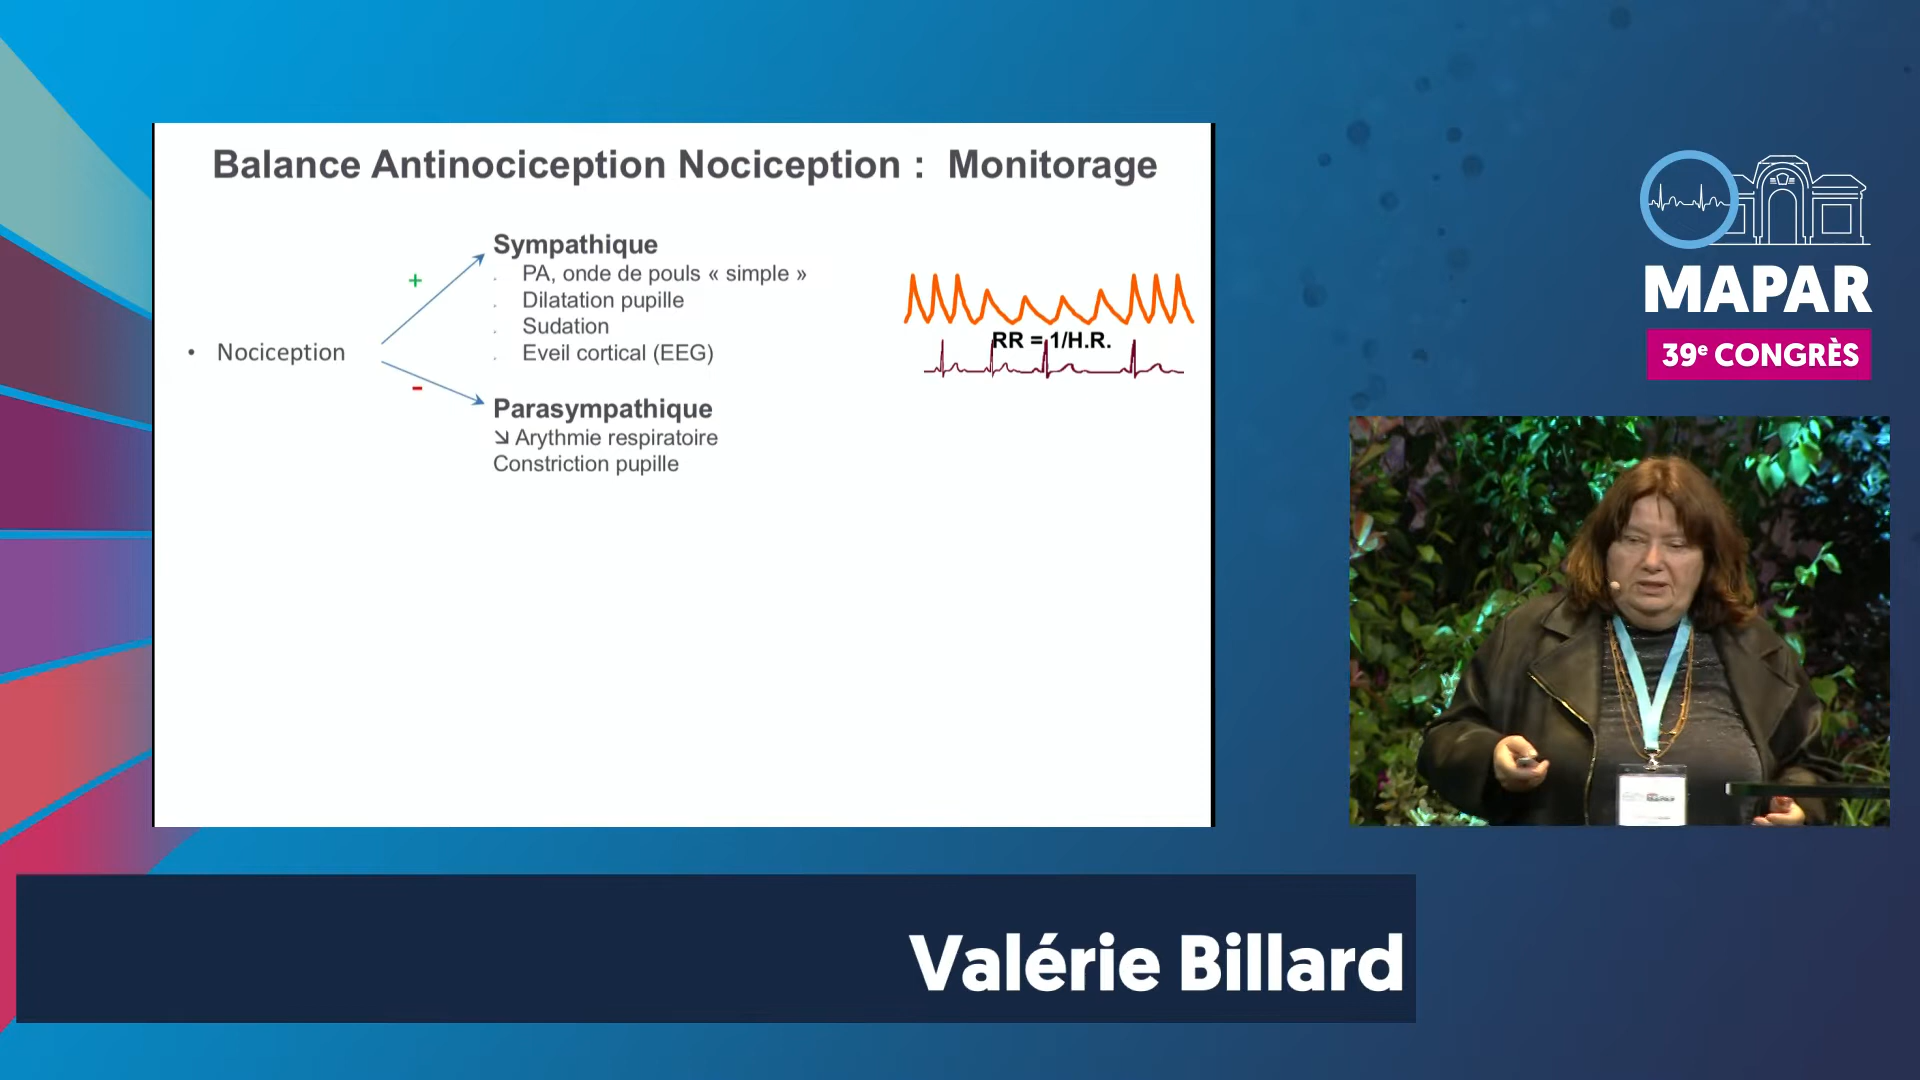 Balance Antinociception Nociception :  Monitorage
• Nociception
+
-
Sympathique
. PA, onde de pouls « simple »
. Dilatation pupille
. Sudation
. Eveil cortical (EEG)
Parasympathique
↘ Arythmie respiratoire
Constriction pupille
RR = 1/H.R.
MAPAR
39e CONGRÈS
Valérie Billard